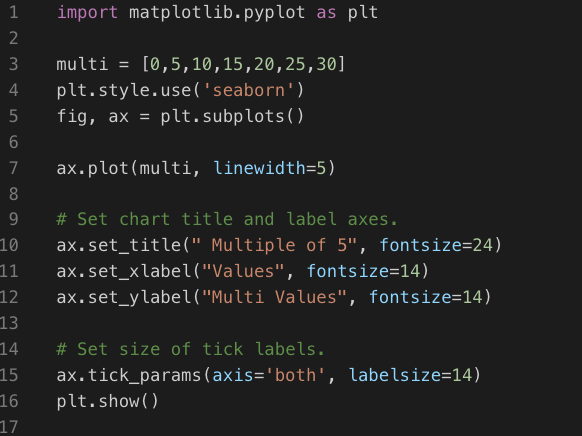 1 import matplotlib.pyplot as plt
2
3 multi = [0,5,10,15,20,25,30]
4 plt.style.use('seaborn')
5 fig, ax = plt.subplots()
6
7 ax.plot(multi, linewidth=5)
8
9 # Set chart title and label axes.
10 ax.set_title(" Multiple of 5", fontsize=24)
11 ax.set_xlabel("Values", fontsize=14)
12 ax.set_ylabel("Multi Values", fontsize=14)
13
14 # Set size of tick labels.
15 ax.tick_params(axis='both', labelsize=14)
16 plt.show()
17